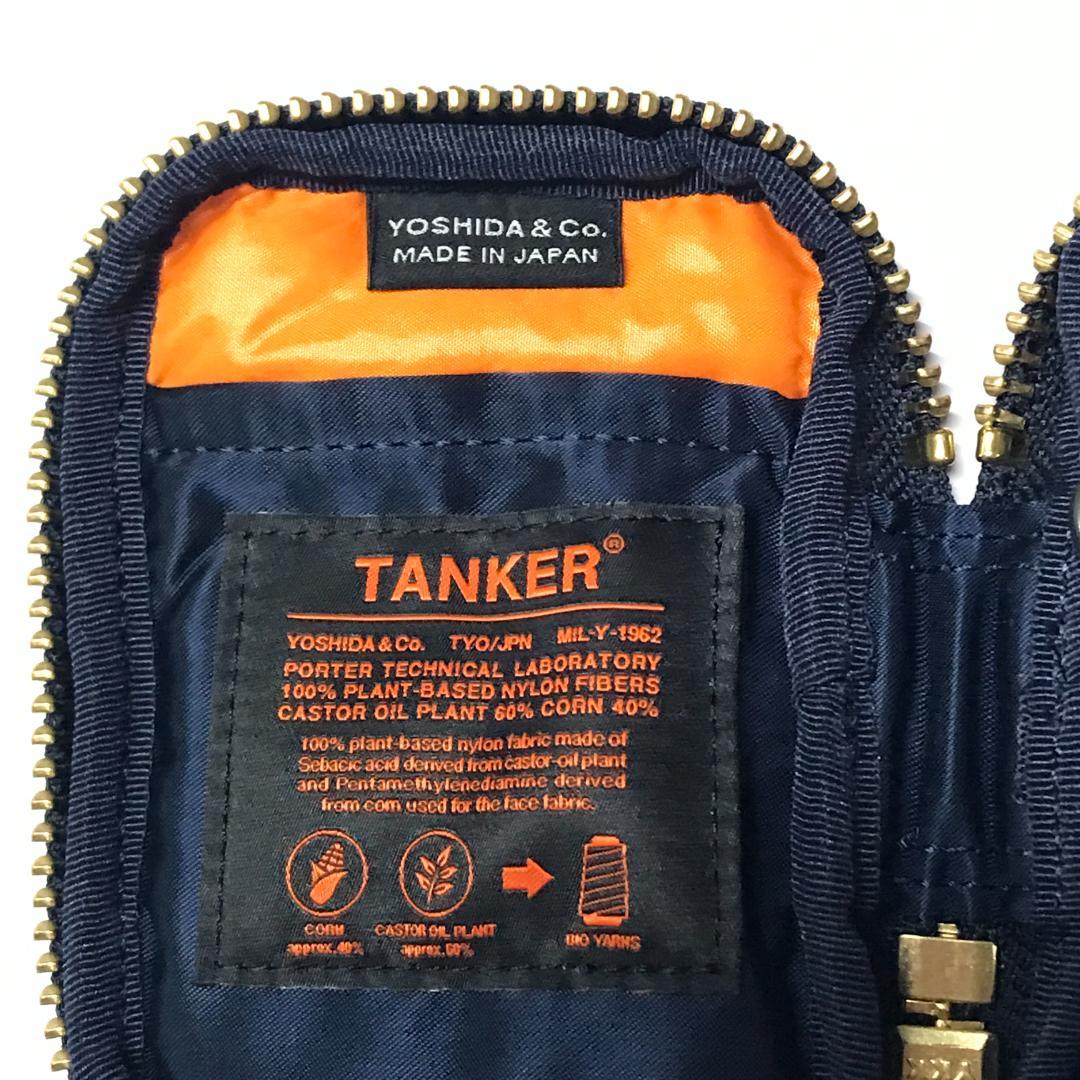 YOSHIDA & Co.
MADE IN JAPAN
TANKER®
YOSHIDA & Co. TYO/JPN MIL-Y-1962
PORTER TECHNICAL LABORATORY
100% PLANT-BASED NYLON FIBERS
CASTOR OIL PLANT 60% CORN 40%
100% plant-based nylon fabric made of
Sebacic acid derived from castor-oil plant
and Pentamethylenediamine derived
from corn used for the face fabric.
CORN
approx.40%
CASTOR OIL PLANT
approx.60%
BIO YARNS